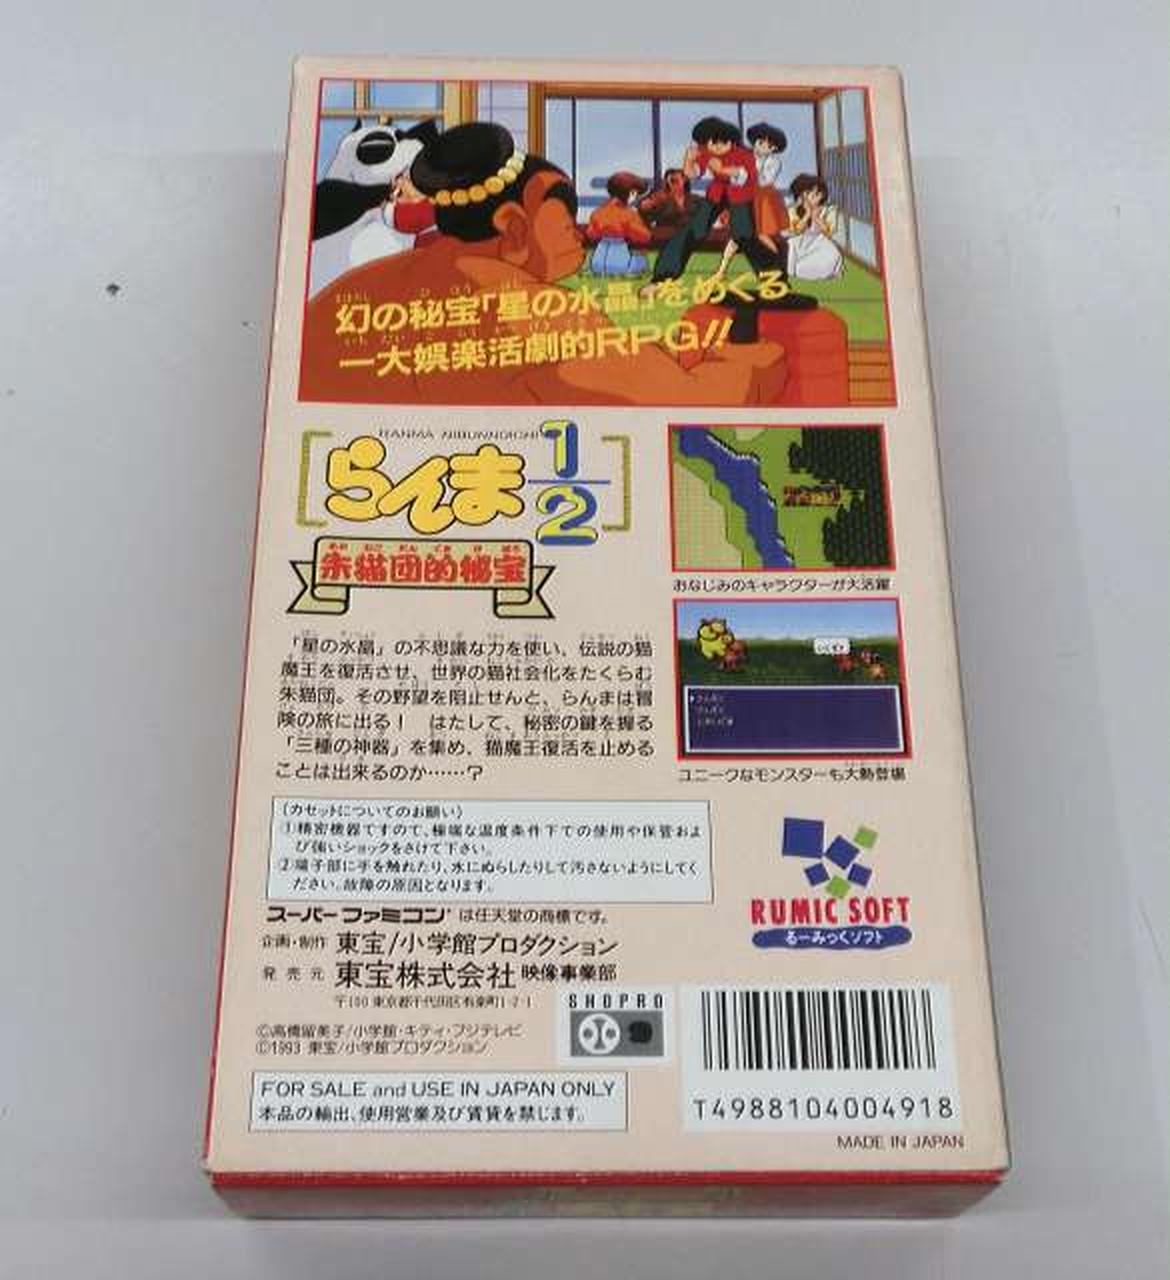 幻の秘宝「星の水晶」をめぐる
一大娯楽活劇的RPG!!
RANMA NIBUNNOICHI
らんま1/2
朱猫団的秘宝
おなじみのキャラクターが大活躍
「星の水晶」の不思議な力を使い、伝説の猫
魔王を復活させ、世界の猫社会化をたくらむ
朱猫団。その野望を阻止せんと、らんまは冒
険の旅に出る！　はたして、秘密の鍵を握る
「三種の神器」を集め、猫魔王復活を止める
ことは出来るのか……？
ユニークなモンスターも大勢登場
（カセットについてのお願い）
①精密機器ですので、極端な温度条件下での使用や保管およ
び強いショックをさけて下さい。
②端子部に手を触れたり、水にぬらしたりして汚さないようにしてく
ださい。故障の原因となります。
RUMIC SOFT
るーみっくソフト
スーパーファミコン は任天堂の商標です。
企画・制作 東宝/小学館プロダクション
発売元 東宝株式会社 映像事業部
〒100 東京都千代田区有楽町1-2-1
SHOPRO
©高橋留美子/小学館・キティ・フジテレビ
©1993 東宝/小学館プロダクション
FOR SALE and USE IN JAPAN ONLY
本品の輸出、使用営業及び賃貸を禁じます。
T4988104004918
MADE IN JAPAN